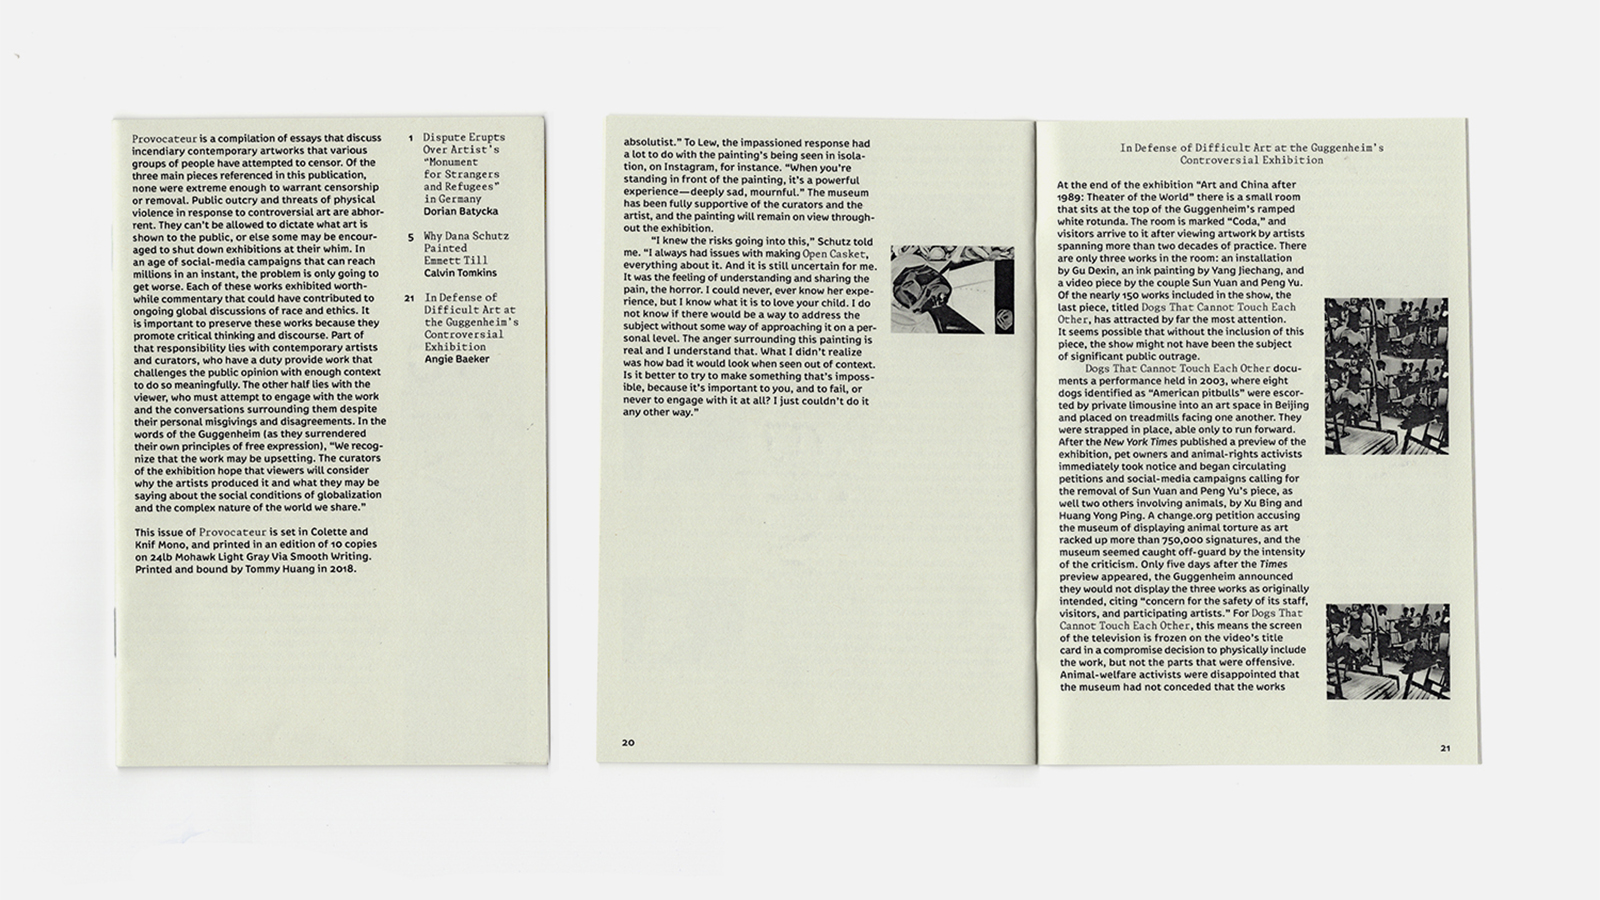 Provocateur is a compilation of essays that discuss
incendiary contemporary artworks that various
groups of people have attempted to censor. Of the
three main pieces referenced in this publication,
none were extreme enough to warrant censorship
or removal. Public outcry and threats of physical
violence in response to controversial art are abhor-
rent. They can't be allowed to dictate what art is
shown to the public, or else some may be encour-
aged to shut down exhibitions at their whim. In
an age of social-media campaigns that can reach
millions in an instant, the problem is only going to
get worse. Each of these works exhibited worth-
while commentary that could have contributed to
ongoing global discussions of race and ethics. It
is important to preserve these works because they
promote critical thinking and discourse. Part of
that responsibility lies with contemporary artists
and curators, who have a duty provide work that
challenges the public opinion with enough context
to do so meaningfully. The other half lies with the
viewer, who must attempt to engage with the work
and the conversations surrounding them despite
their personal misgivings and disagreements. In the
words of the Guggenheim (as they surrendered
their own principles of free expression), “We recog-
nize that the work may be upsetting. The curators
of the exhibition hope that viewers will consider
why the artists produced it and what they may be
saying about the social conditions of globalization
and the complex nature of the world we share.”
This issue of Provocateur is set in Colette and
Knif Mono, and printed in an edition of 10 copies
on 24lb Mohawk Light Gray Via Smooth Writing.
Printed and bound by Tommy Huang in 2018.
1 Dispute Erupts
Over Artist's
“Monument
for Strangers
and Refugees”
in Germany
Dorian Batycka
5 Why Dana Schutz
Painted
Emmett Till
Calvin Tomkins
21 In Defense of
Difficult Art at
the Guggenheim's
Controversial
Exhibition
Angie Baeker
absolutist.” To Lew, the impassioned response had
a lot to do with the painting's being seen in isola-
tion, on Instagram, for instance. “When you're
standing in front of the painting, it's a powerful
experience—deeply sad, mournful.” The museum
has been fully supportive of the curators and the
artist, and the painting will remain on view through-
out the exhibition.
“I knew the risks going into this,” Schutz told
me. “I always had issues with making Open Casket,
everything about it. And it is still uncertain for me.
It was the feeling of understanding and sharing the
pain, the horror. I could never, ever know her expe-
rience, but I know what it is to love your child. I do
not know if there would be a way to address the
subject without some way of approaching it on a per-
sonal level. The anger surrounding this painting is
real and I understand that. What I didn't realize
was how bad it would look when seen out of context.
Is it better to try to make something that's imposs-
ible, because it's important to you, and to fail, or
never to engage with it at all? I just couldn't do it
any other way.”
20
In Defense of Difficult Art at the Guggenheim's
Controversial Exhibition
At the end of the exhibition “Art and China after
1989: Theater of the World” there is a small room
that sits at the top of the Guggenheim's ramped
white rotunda. The room is marked “Coda,” and
visitors arrive to it after viewing artwork by artists
spanning more than two decades of practice. There
are only three works in the room: an installation
by Gu Dexin, an ink painting by Yang Jiechang, and
a video piece by the couple Sun Yuan and Peng Yu.
Of the nearly 150 works included in the show, the
last piece, titled Dogs That Cannot Touch Each
Other, has attracted by far the most attention.
It seems possible that without the inclusion of this
piece, the show might not have been the subject
of significant public outrage.
Dogs That Cannot Touch Each Other docu-
ments a performance held in 2003, where eight
dogs identified as “American pitbulls” were escor-
ted by private limousine into an art space in Beijing
and placed on treadmills facing one another. They
were strapped in place, able only to run forward.
After the New York Times published a preview of the
exhibition, pet owners and animal-rights activists
immediately took notice and began circulating
petitions and social-media campaigns calling for
the removal of Sun Yuan and Peng Yu's piece, as
well two others involving animals, by Xu Bing and
Huang Yong Ping. A change.org petition accusing
the museum of displaying animal torture as art
racked up more than 750,000 signatures, and the
museum seemed caught off-guard by the intensity
of the criticism. Only five days after the Times
preview appeared, the Guggenheim announced
they would not display the three works as originally
intended, citing “concern for the safety of its staff,
visitors, and participating artists.” For Dogs That
Cannot Touch Each Other, this means the screen
of the television is frozen on the video's title
card in a compromise decision to physically include
the work, but not the parts that were offensive.
Animal-welfare activists were disappointed that
the museum had not conceded that the works
21